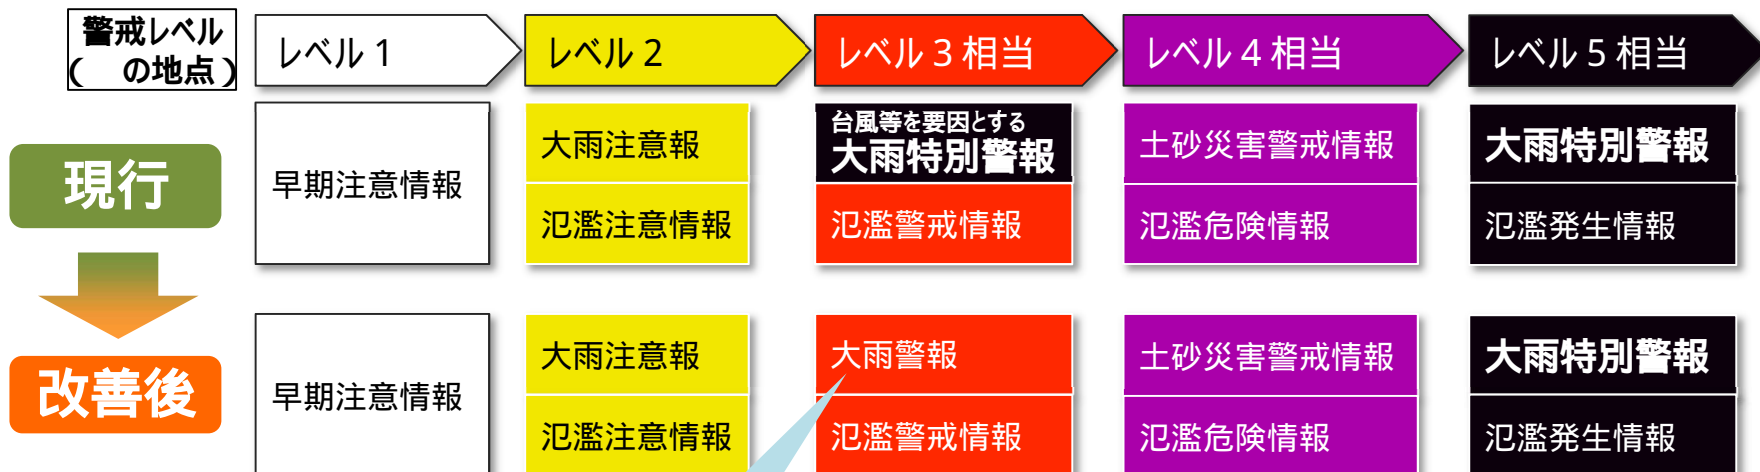 警戒レベル
(　の地点)
レベル 1
レベル 2
レベル 3 相当
レベル 4 相当
レベル 5 相当
現行
早期注意情報
大雨注意報
氾濫注意情報
台風等を要因とする
大雨特別警報
氾濫警戒情報
土砂災害警戒情報
氾濫危険情報
大雨特別警報
氾濫発生情報
改善後
早期注意情報
大雨注意報
氾濫注意情報
大雨警報
氾濫警戒情報
土砂災害警戒情報
氾濫危険情報
大雨特別警報
氾濫発生情報